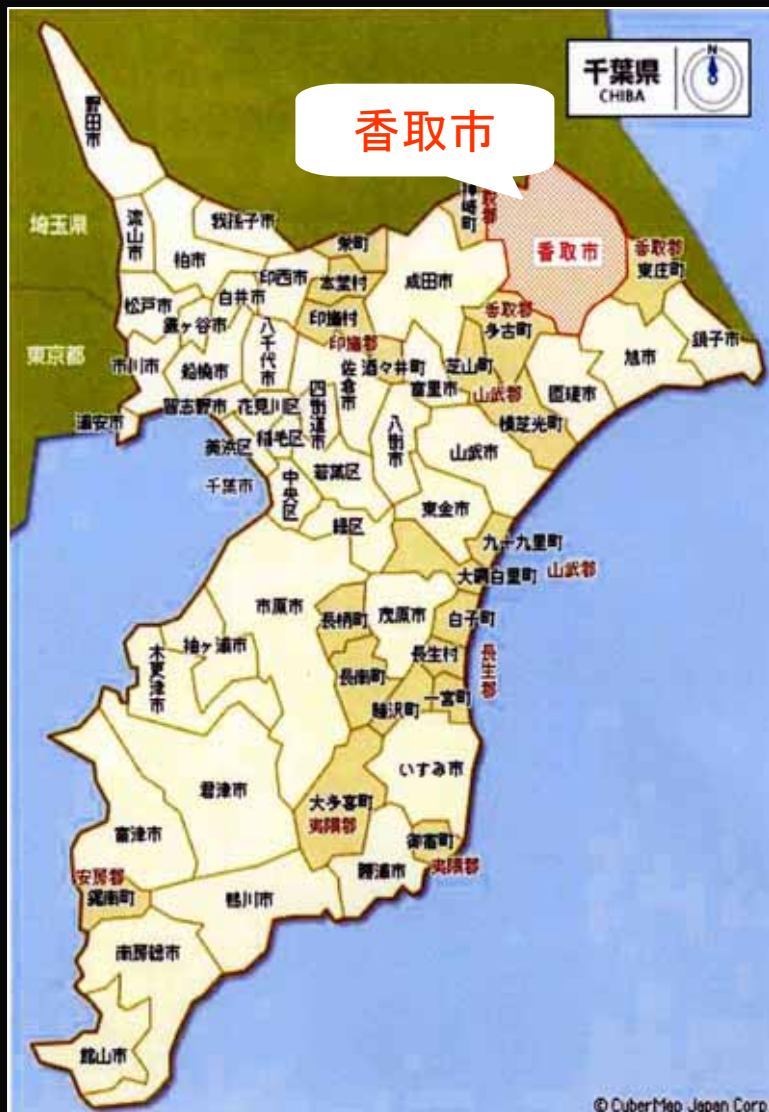 千葉県
CHIBA
N
香取市
野田市
埼玉県
流山市
我孫子市
柏市
栄町
神崎町
香取市
香取郡
東庄町
成田市
印西市
本埜村
白井市
松戸市
鎌ヶ谷市
印旛村
香取郡
多古町
銚子市
旭市
東京都
市川市
船橋市
八千代市
印旛郡
佐倉市
酒々井町
芝山町
富里市
山武郡
匝瑳市
横芝光町
浦安市
習志野市
花見川区
四街道市
八街市
美浜区
稲毛区
若葉区
山武市
千葉市
中央区
東金市
緑区
九十九里町
大網白里町
山武郡
市原市
長柄町
茂原市
白子町
袖ヶ浦市
木更津市
長生村
長生郡
長南町
一宮町
睦沢町
いすみ市
君津市
大多喜町
夷隅郡
富津市
御宿町
夷隅郡
勝浦市
安房郡
鋸南町
鴨川市
南房総市
館山市
© CyberMap Japan Corp